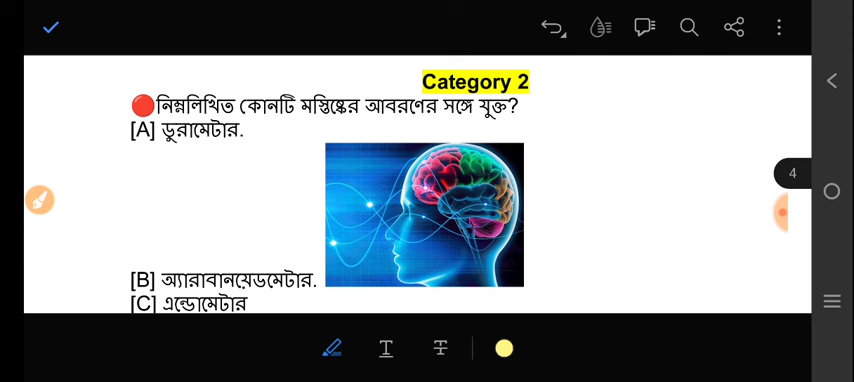 Category 2
নিম্নলিখিত কোনটি মস্তিষ্কের আবরণের সঙ্গে যুক্ত?
[A] ডুরামেটার.
[B] অ্যারাবানয়েডমেটার.
[C] এন্ডোমেটার
4